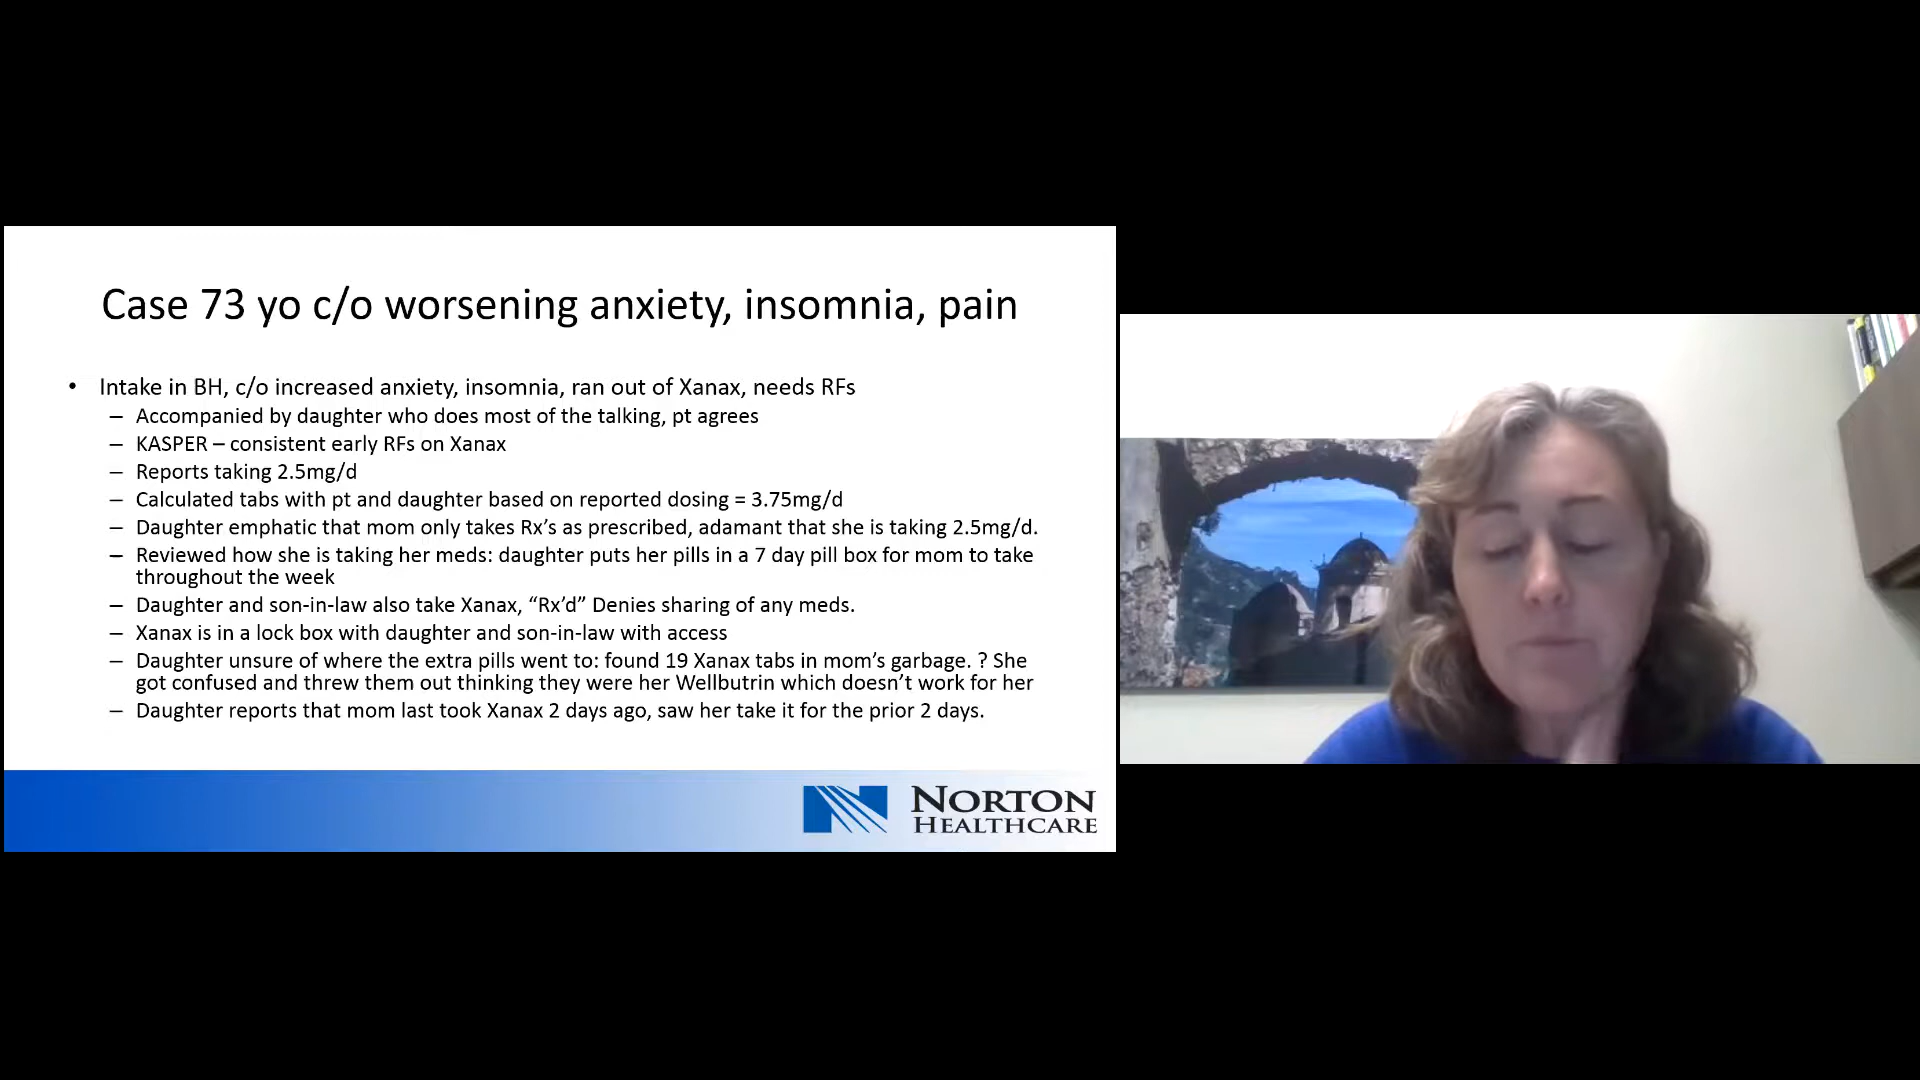 Case 73 yo c/o worsening anxiety, insomnia, pain
• Intake in BH, c/o increased anxiety, insomnia, ran out of Xanax, needs RFs
– Accompanied by daughter who does most of the talking, pt agrees
– KASPER – consistent early RFs on Xanax
– Reports taking 2.5mg/d
– Calculated tabs with pt and daughter based on reported dosing = 3.75mg/d
– Daughter emphatic that mom only takes Rx’s as prescribed, adamant that she is taking 2.5mg/d.
– Reviewed how she is taking her meds: daughter puts her pills in a 7 day pill box for mom to take
throughout the week
– Daughter and son-in-law also take Xanax, “Rx’d” Denies sharing of any meds.
– Xanax is in a lock box with daughter and son-in-law with access
– Daughter unsure of where the extra pills went to: found 19 Xanax tabs in mom’s garbage. ? She
got confused and threw them out thinking they were her Wellbutrin which doesn’t work for her
– Daughter reports that mom last took Xanax 2 days ago, saw her take it for the prior 2 days.
NORTON
HEALTHCARE